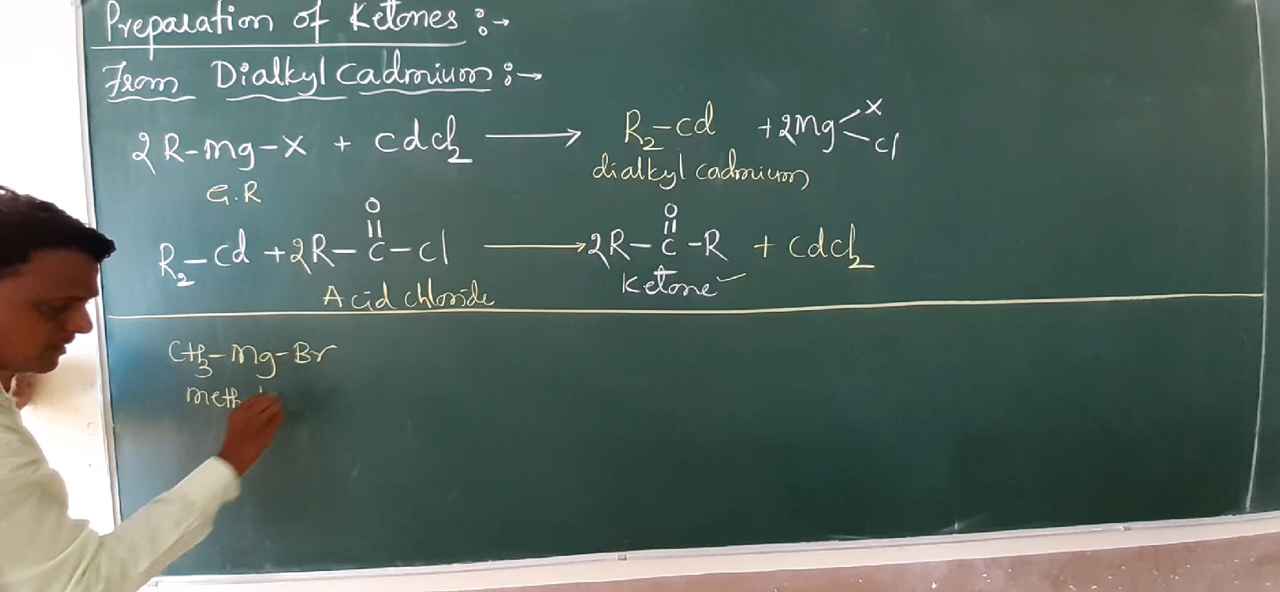 Preparation of Ketones :-
From Dialkyl Cadmium :-
2R-Mg-X + CdCl2 → R2-Cd + 2Mg<X Cl
G.R dialkyl cadmium
O O
R2-Cd + 2R-C-Cl → 2R-C-R + CdCl2
Acid chloride Ketone
CH3-Mg-Br
meth